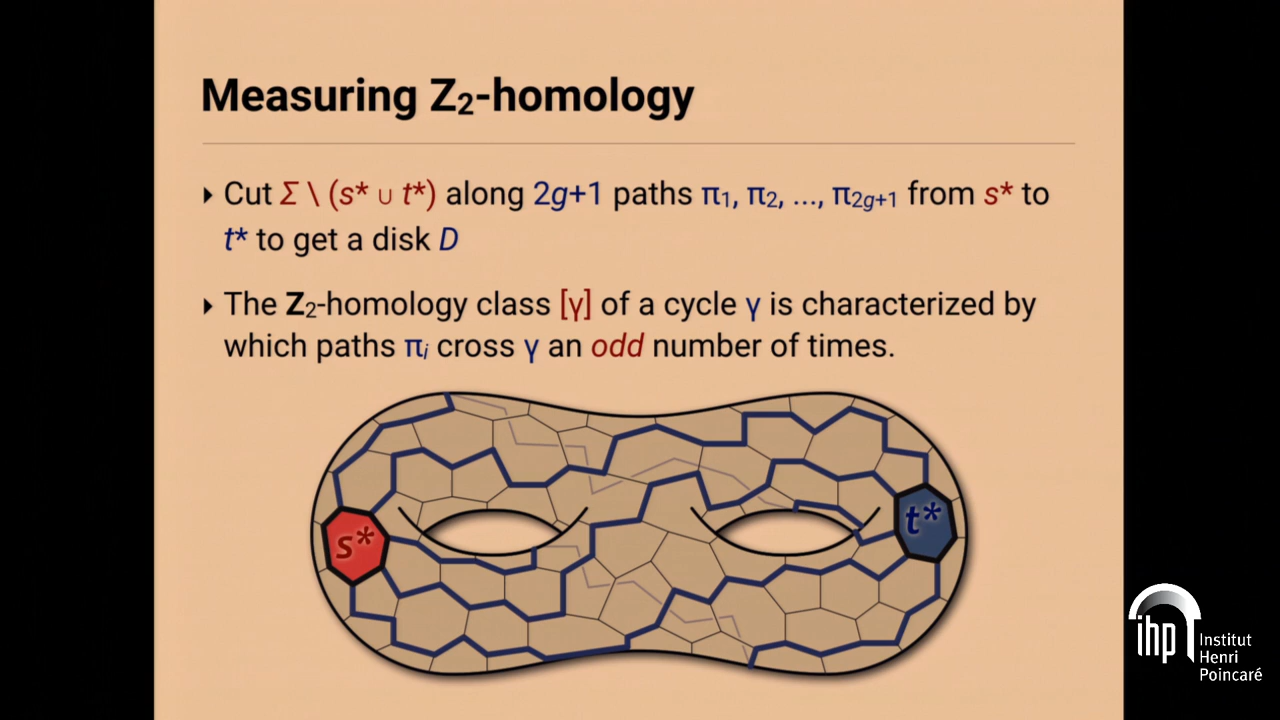 Measuring Z₂-homology
Cut Σ \ (s* ∪ t*) along 2g+1 paths π₁, π₂, ..., π₂g₊₁ from s* to
t* to get a disk D
The Z₂-homology class [γ] of a cycle γ is characterized by
which paths πᵢ cross γ an odd number of times.
s*
t*
ihp
Institut
Henri
Poincaré